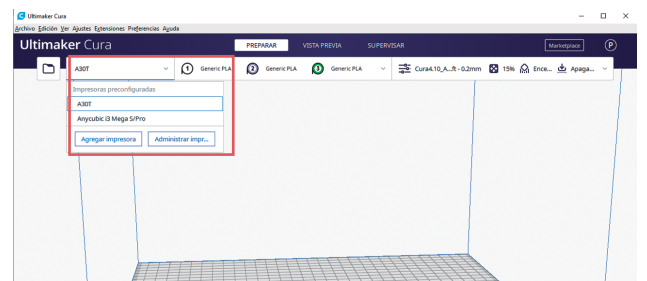 Ultimaker Cura
Archivo Edición Ver Ajustes Extensiones Preferencias Ayuda
Ultimaker Cura PREPARAR VISTA PREVIA SUPERVISAR Marketplace P
A30T 1 Generic PLA 2 Generic PLA 3 Generic PLA Cura4.10_A...ft - 0.2mm 15% Ence... Apaga...
Impresoras preconfiguradas
A30T
Anycubic i3 Mega S/Pro
Agregar impresora Administrar impr...